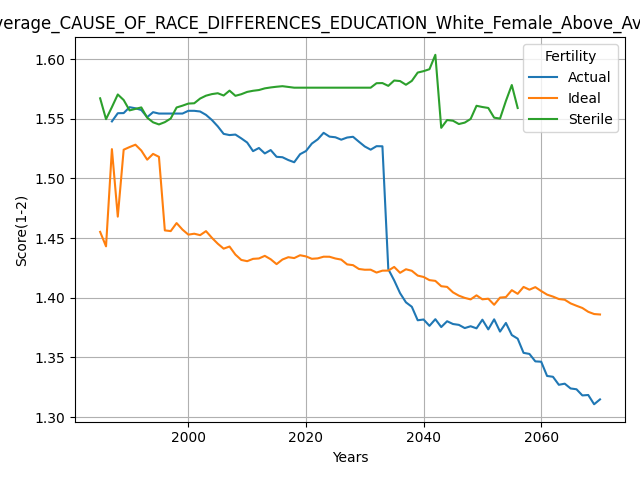 verage_CAUSE_OF_RACE_DIFFERENCES_EDUCATION_White_Female_Above_Av
Fertility
Actual
Ideal
Sterile
1.60
1.55
1.50
1.45
1.40
1.35
1.30
Score(1-2)
2000 2020 2040 2060
Years